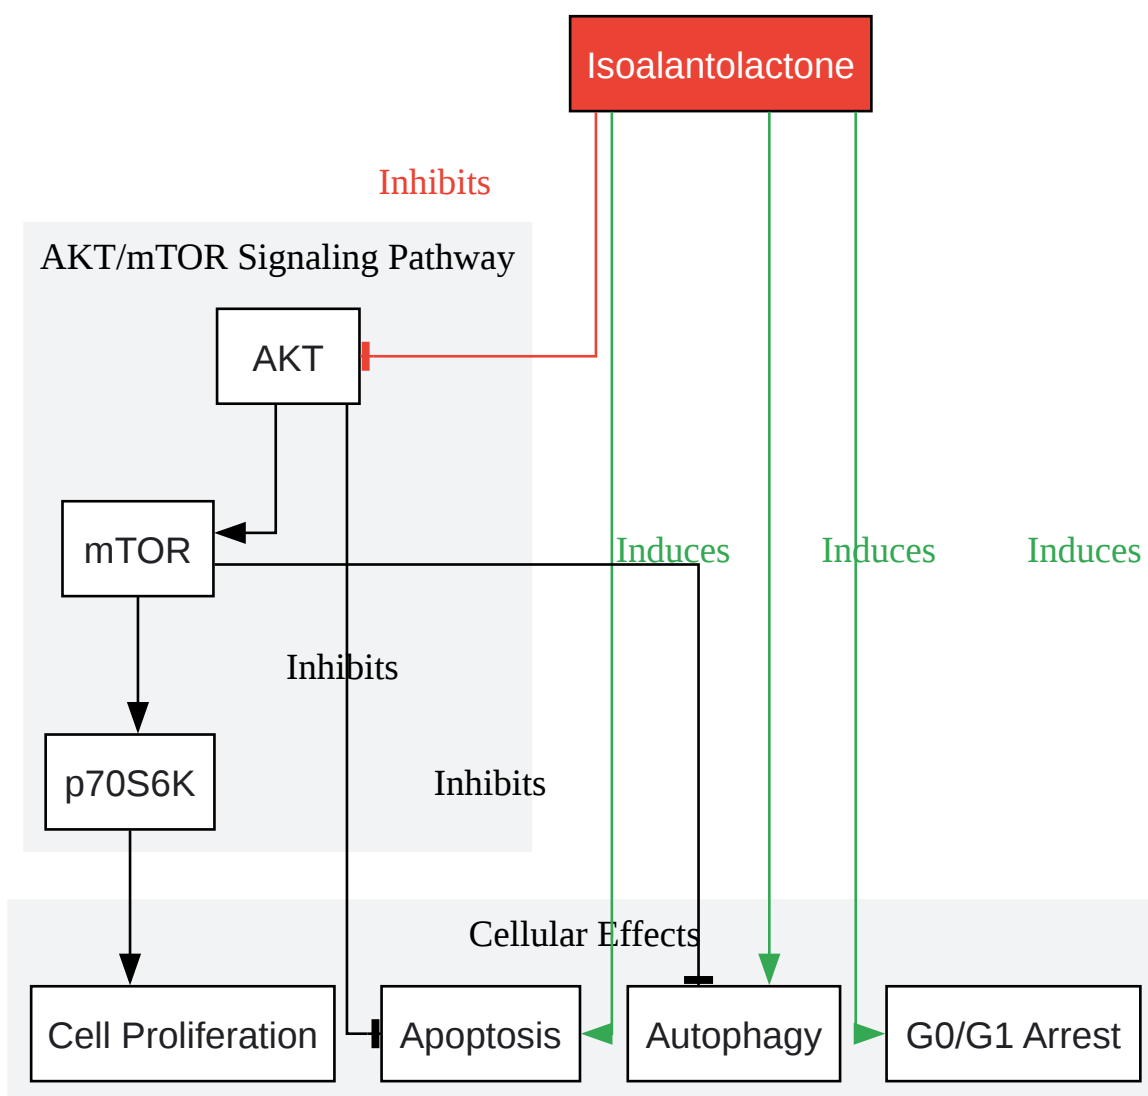 Isoalantolactone
Inhibits
AKT/mTOR Signaling Pathway
AKT
mTOR
Induces
Induces
Induces
Inhibits
p70S6K
Inhibits
Cellular Effects
Cell Proliferation
Apoptosis
Autophagy
G0/G1 Arrest